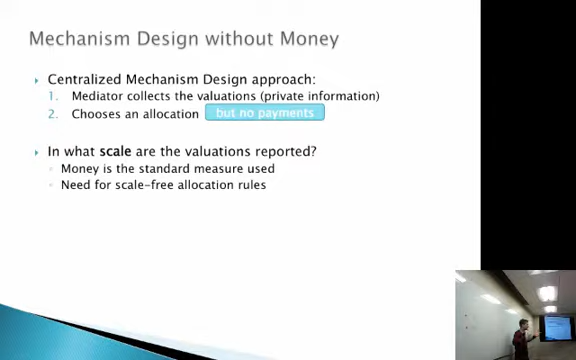 Mechanism Design without Money
Centralized Mechanism Design approach:
1. Mediator collects the valuations (private information)
2. Chooses an allocation but no payments
In what scale are the valuations reported?
Money is the standard measure used
Need for scale-free allocation rules